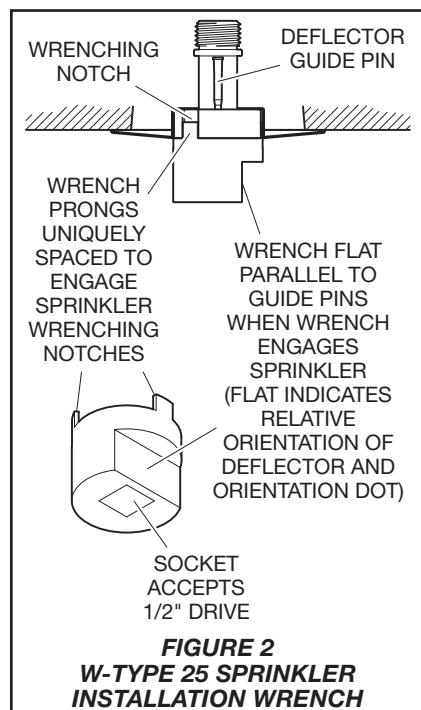 WRENCHING
NOTCH
DEFLECTOR
GUIDE PIN
WRENCH
PRONGS
UNIQUELY
SPACED TO
ENGAGE
SPRINKLER
WRENCHING
NOTCHES
WRENCH FLAT
PARALLEL TO
GUIDE PINS
WHEN WRENCH
ENGAGES
SPRINKLER
(FLAT INDICATES
RELATIVE
ORIENTATION OF
DEFLECTOR AND
ORIENTATION DOT)
SOCKET
ACCEPTS
1/2" DRIVE
FIGURE 2
W-TYPE 25 SPRINKLER
INSTALLATION WRENCH